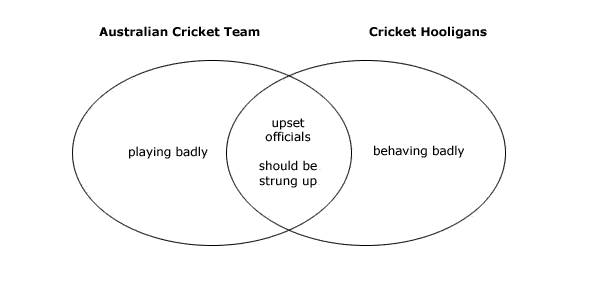 Australian Cricket Team
Cricket Hooligans
playing badly
upset
officials
should be
strung up
behaving badly